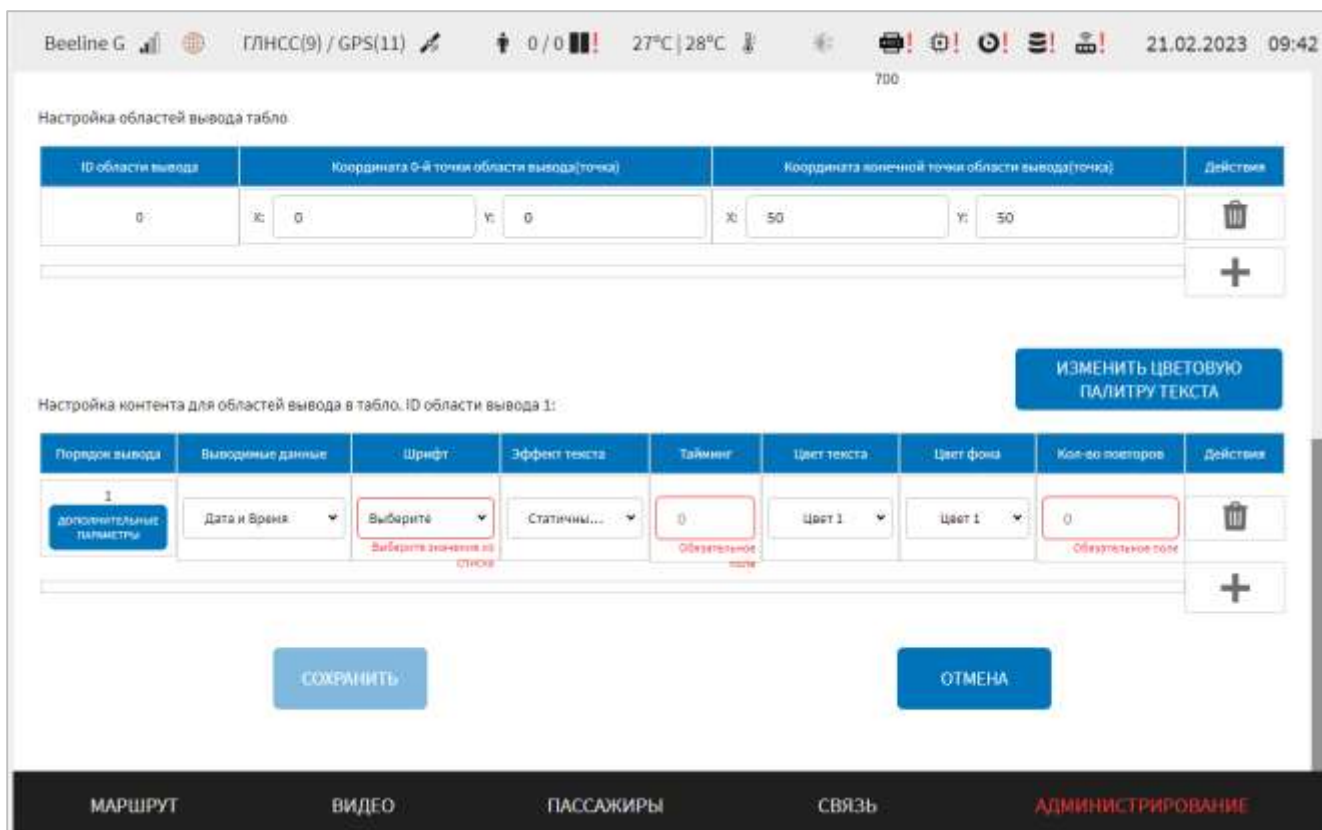 Beeline G ГЛНСС(9) / GPS(11) 0 / 0 ! 27°C | 28°C ! ! ! ! ! 21.02.2023 09:42
700
Настройка областей вывода табло
ID области вывода Координата 0-й точки области вывода(точка) Координата конечной точки области вывода(точка) Действия
0 X: 0 Y: 0 X: 50 Y: 50
ИЗМЕНИТЬ ЦВЕТОВУЮ
ПАЛИТРУ ТЕКСТА
Настройка контента для областей вывода в табло. ID области вывода 1:
Порядок вывода Выводимые данные Шрифт Эффект текста Тайминг Цвет текста Цвет фона Кол-во повторов Действия
1
ДОПОЛНИТЕЛЬНЫЕ
ПАРАМЕТРЫ
Дата и Время Выберите Статичны... 0 Цвет 1 Цвет 1 0
Выберите значение из
списка
Обязательное
поле
Обязательное поле
СОХРАНИТЬ ОТМЕНА
МАРШРУТ ВИДЕО ПАССАЖИРЫ СВЯЗЬ АДМИНИСТРИРОВАНИЕ